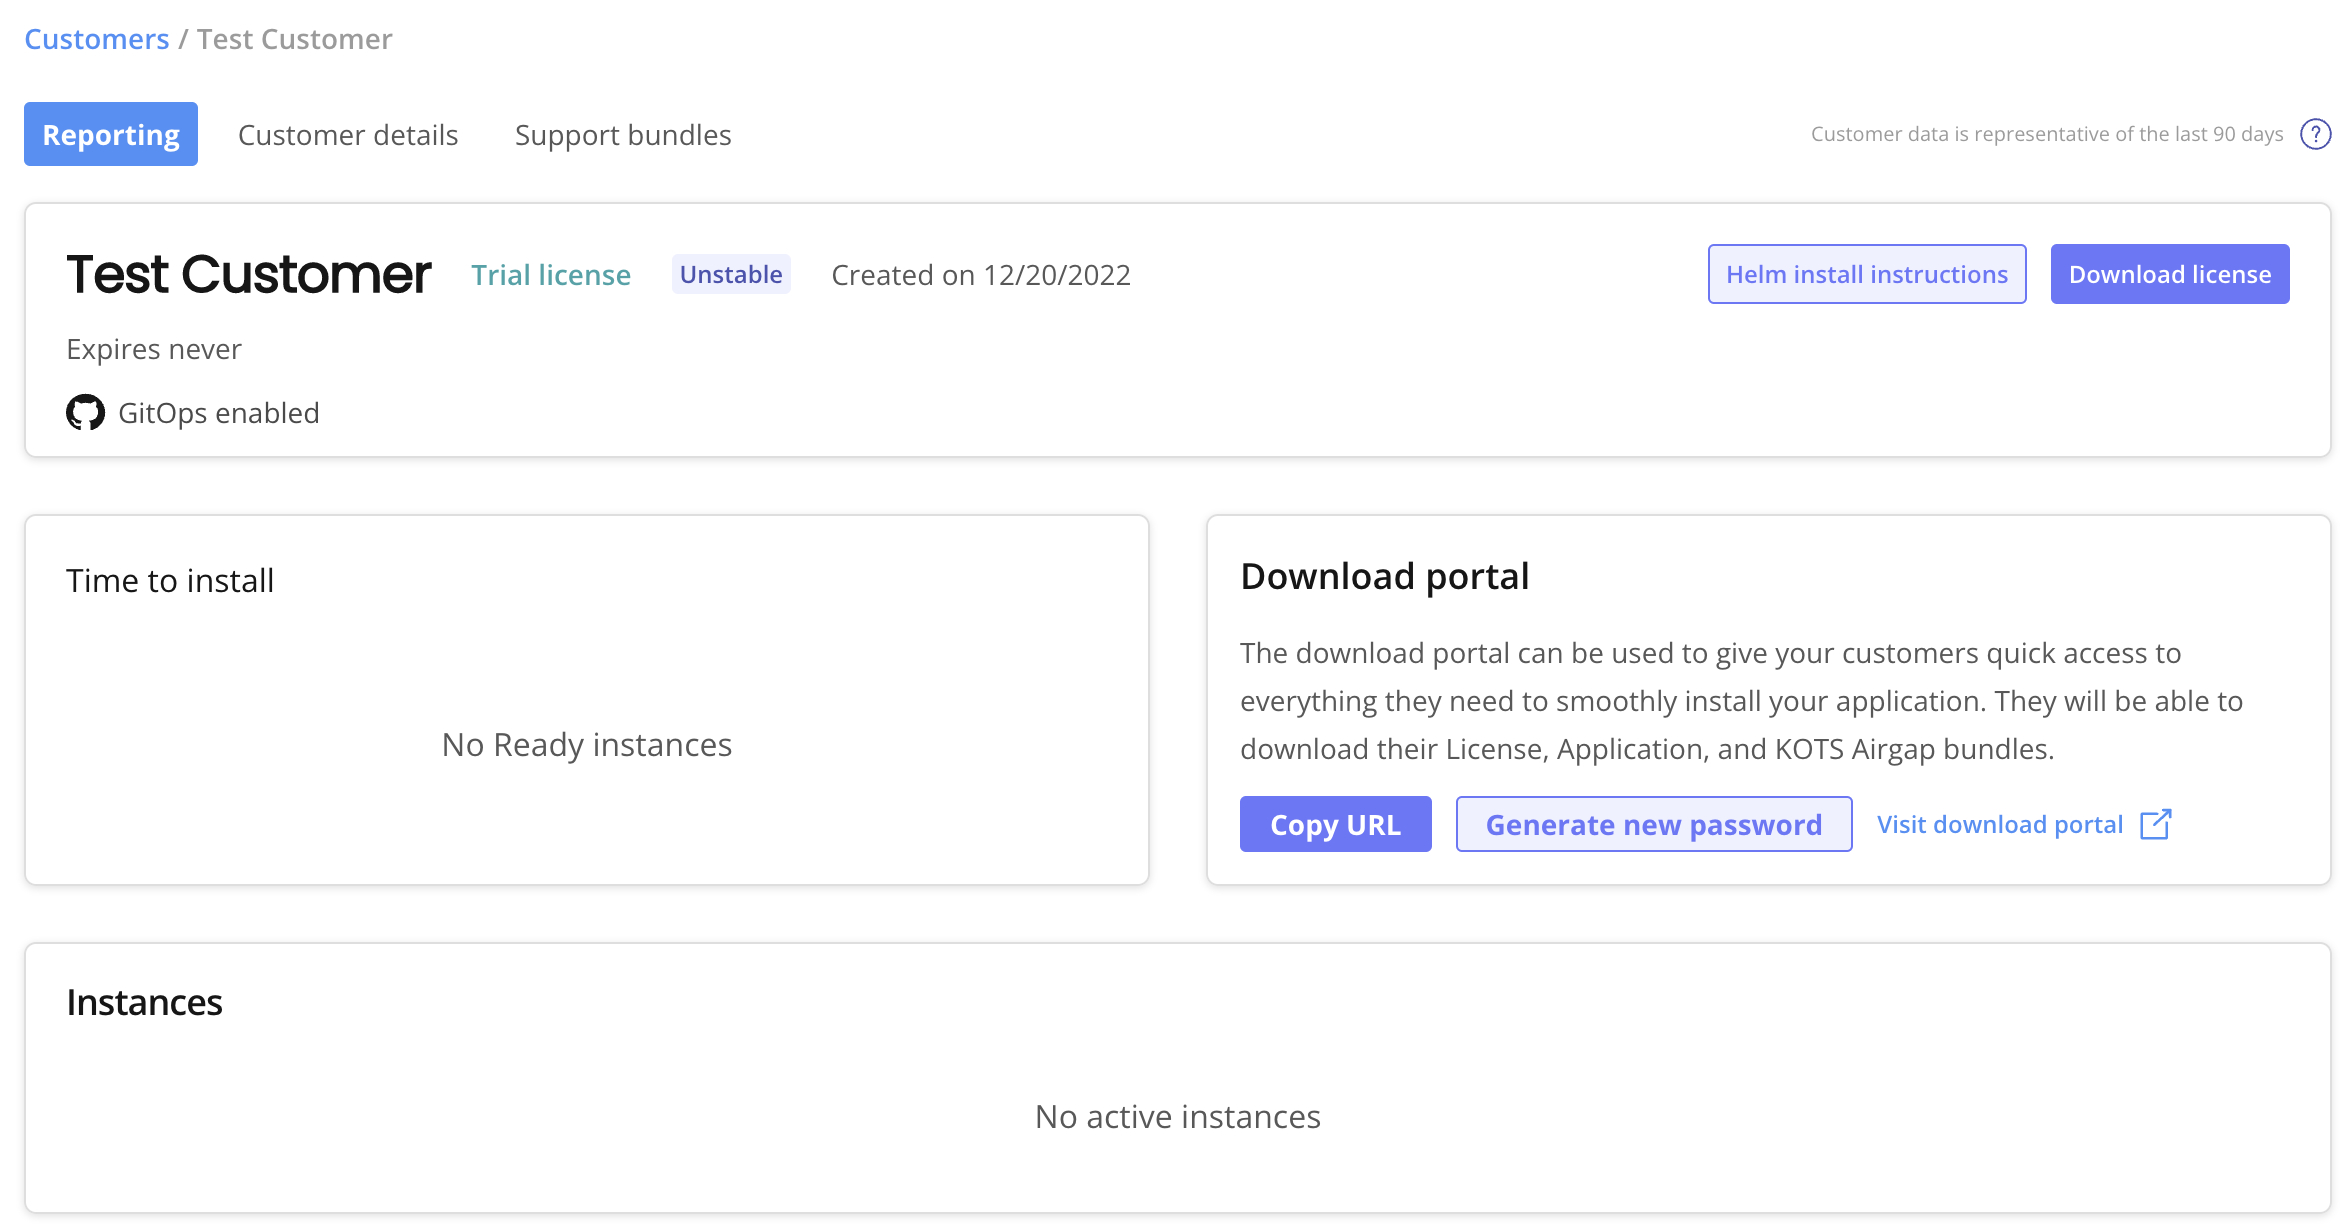 Customers / Test Customer
Reporting
Customer details
Support bundles
Customer data is representative of the last 90 days
?
Test Customer
Trial license
Unstable
Created on 12/20/2022
Helm install instructions
Download license
Expires never
GitOps enabled
Time to install
No Ready instances
Download portal
The download portal can be used to give your customers quick access to
everything they need to smoothly install your application. They will be able to
download their License, Application, and KOTS Airgap bundles.
Copy URL
Generate new password
Visit download portal
Instances
No active instances